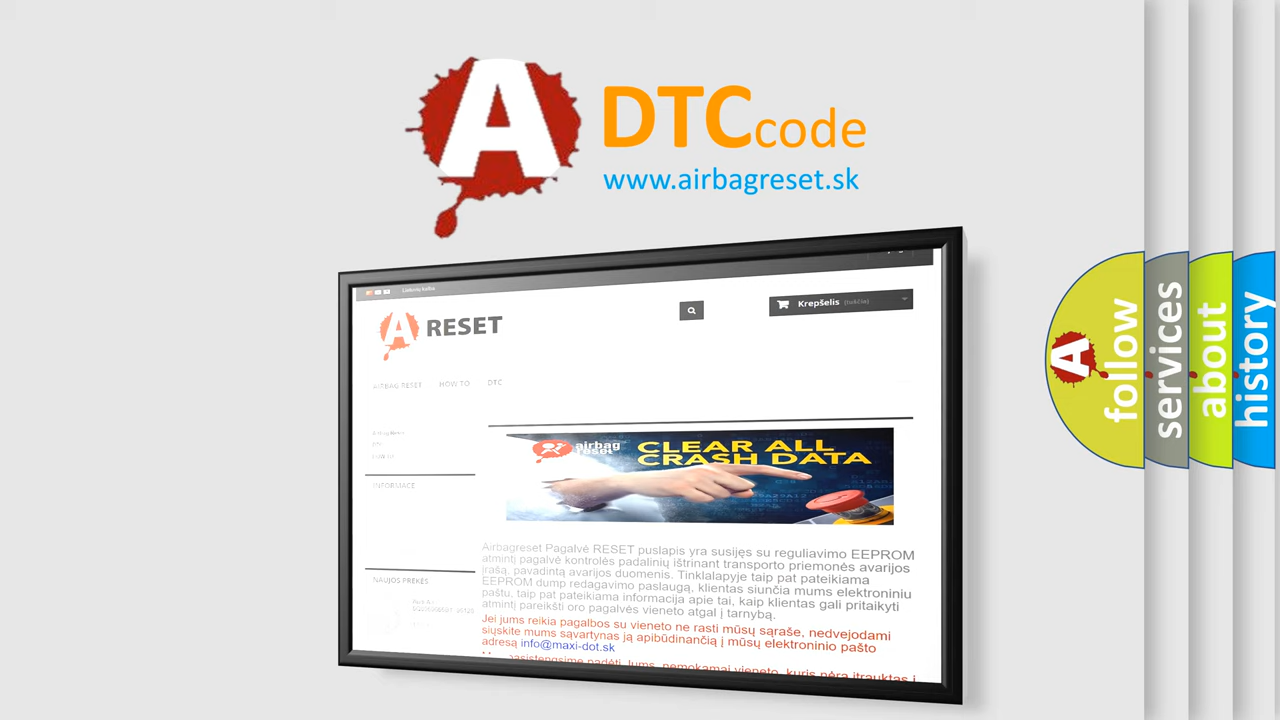 A
DTCcode
www.airbagreset.sk
Lietuvių kalba
A RESET
Krepšelis (tuščia)
AIRBAG RESET HOW TO DTC
INFORMACE
airbag
reset
CLEAR ALL
CRASH DATA
Airbagreset Pagalvė RESET puslapis yra susijęs su reguliavimo EEPROM
atmintį pagalvė kontrolės padalinių ištrinant transporto priemonės avarijos
įrašą, pavadintą avarijos duomenis. Tinklalapyje taip pat pateikiama
EEPROM dump redagavimo paslaugą, klientas siunčia mums elektroniniu
paštu, taip pat pateikiama informacija apie tai, kaip klientas gali pritaikyti
atmintį pareikšti oro pagalvės vieneto atgal į tarnybą.
Jei jums reikia pagalbos su vieneto ne rasti mūsų sąraše, nedvejodami
siųskite mums sąvartynas ją apibūdinančią į mūsų elektroninio pašto
adresą info@maxi-dot.sk
NAUJOS PREKĖS
A
follow
services
about
history